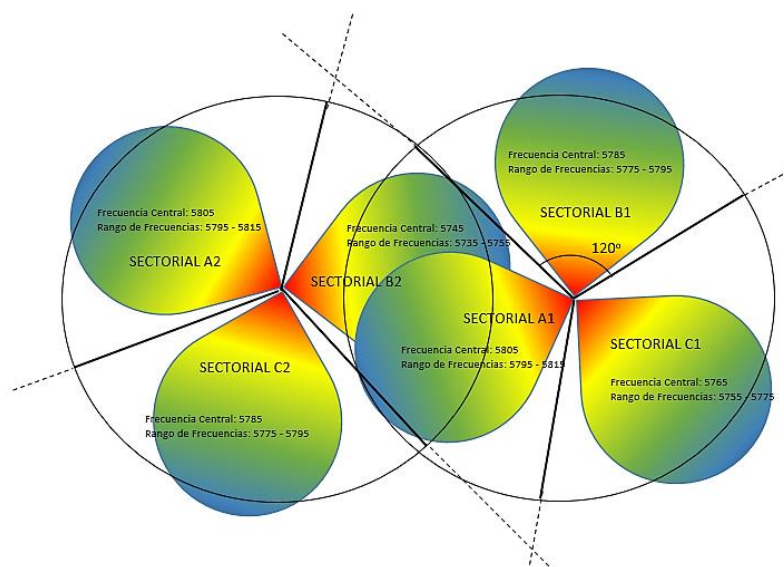 Frecuencia Central: 5785
Rango de Frecuencias: 5775 - 5795
SECTORIAL B1
120º
Frecuencia Central: 5805
Rango de Frecuencias: 5795 - 5815
SECTORIAL A2
Frecuencia Central: 5745
Rango de Frecuencias: 5735 - 5755
SECTORIAL B2
SECTORIAL A1
Frecuencia Central: 5805
Rango de Frecuencias: 5795 - 5815
SECTORIAL C1
Frecuencia Central: 5765
Rango de Frecuencias: 5755 - 5775
SECTORIAL C2
Frecuencia Central: 5785
Rango de Frecuencias: 5775 - 5795